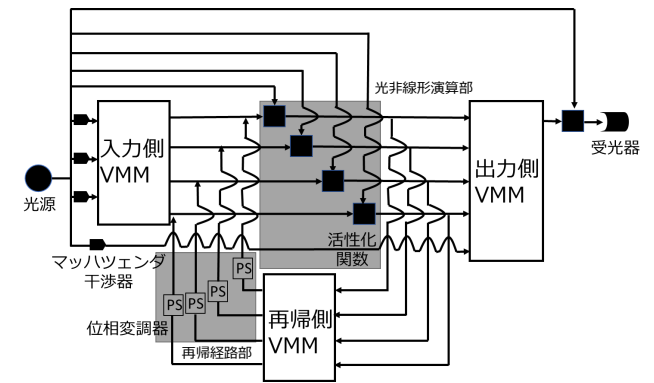 光非線形演算部
入力側
VMM
出力側
VMM
受光器
光源
活性化
関数
マッハツェンダ
干渉器
PS
PS
PS
PS
位相変調器
再帰側
VMM
再帰経路部